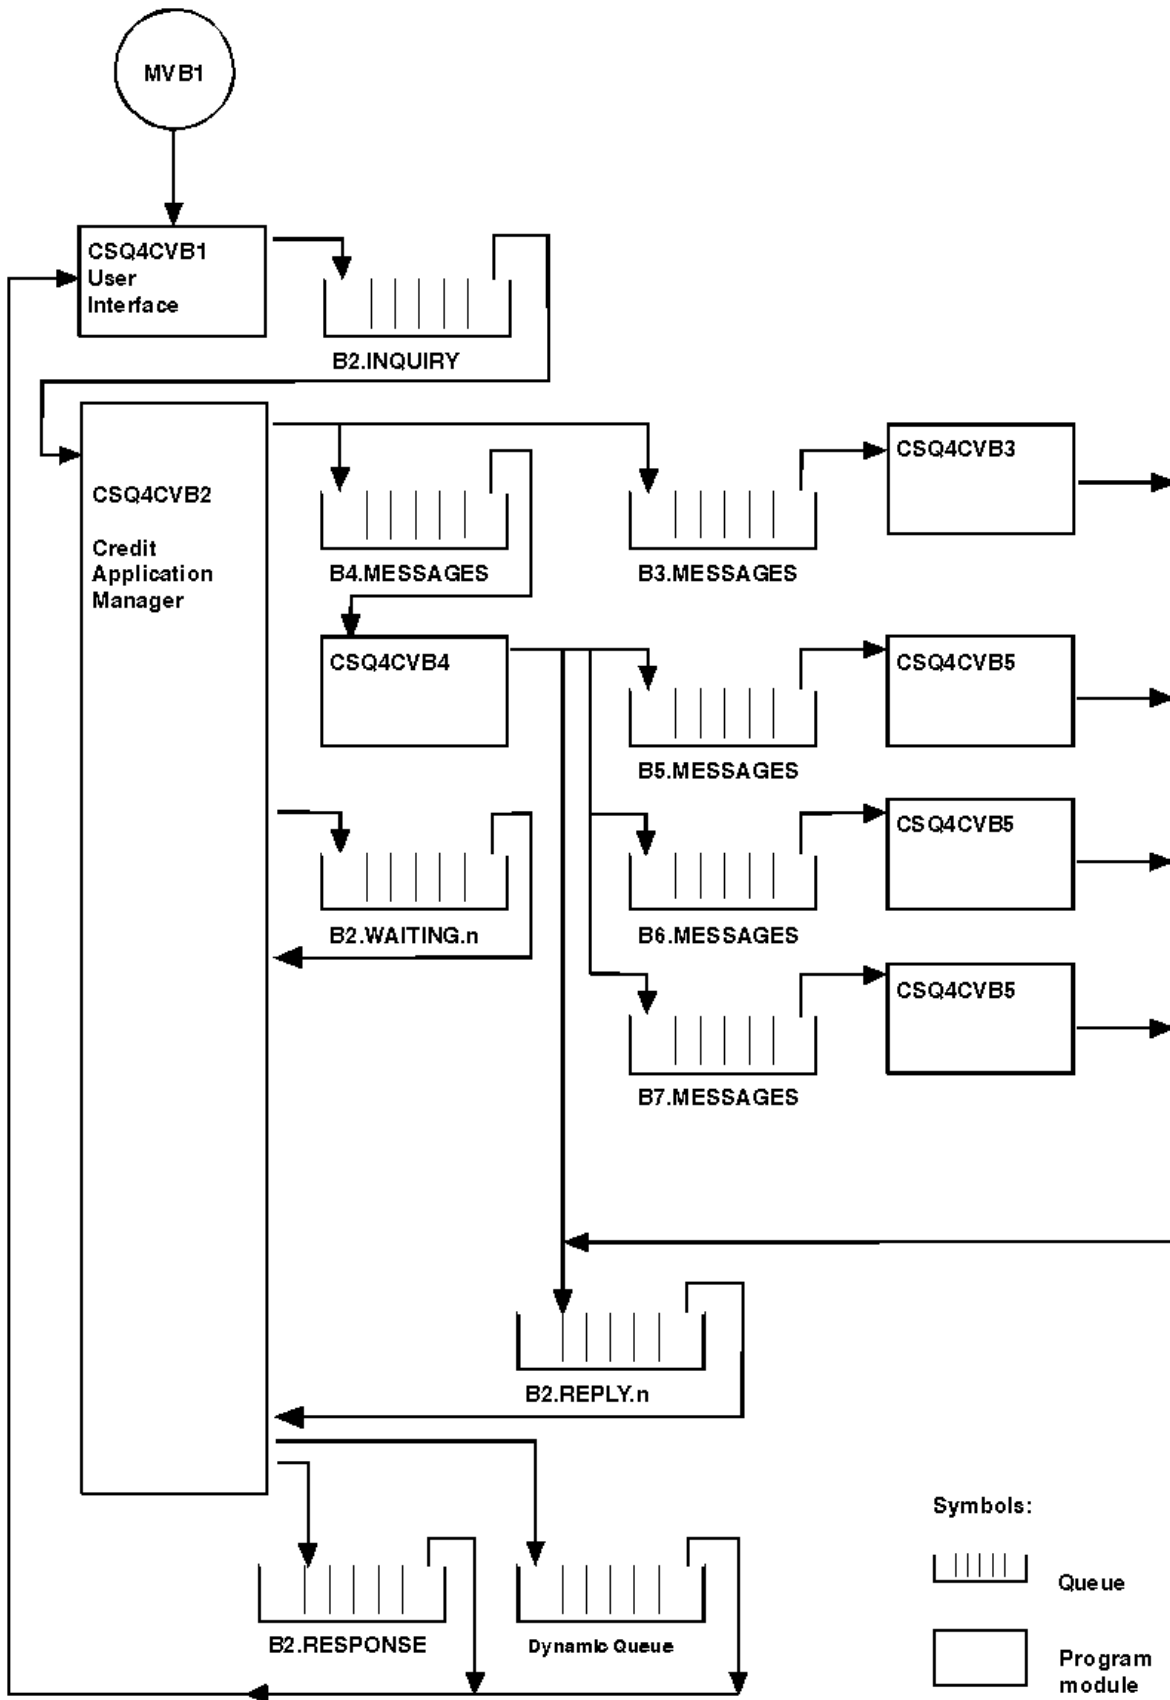 MVB1
CSQ4CVB1
User
Interface
B2.INQUIRY
CSQ4CVB2
Credit
Application
Manager
B4.MESSAGES
B3.MESSAGES
CSQ4CVB3
CSQ4CVB4
B5.MESSAGES
CSQ4CVB5
B2.WAITING.n
B6.MESSAGES
CSQ4CVB5
B7.MESSAGES
CSQ4CVB5
B2.REPLY.n
B2.RESPONSE
Dynamic Queue
Symbols:
Queue
Program
module